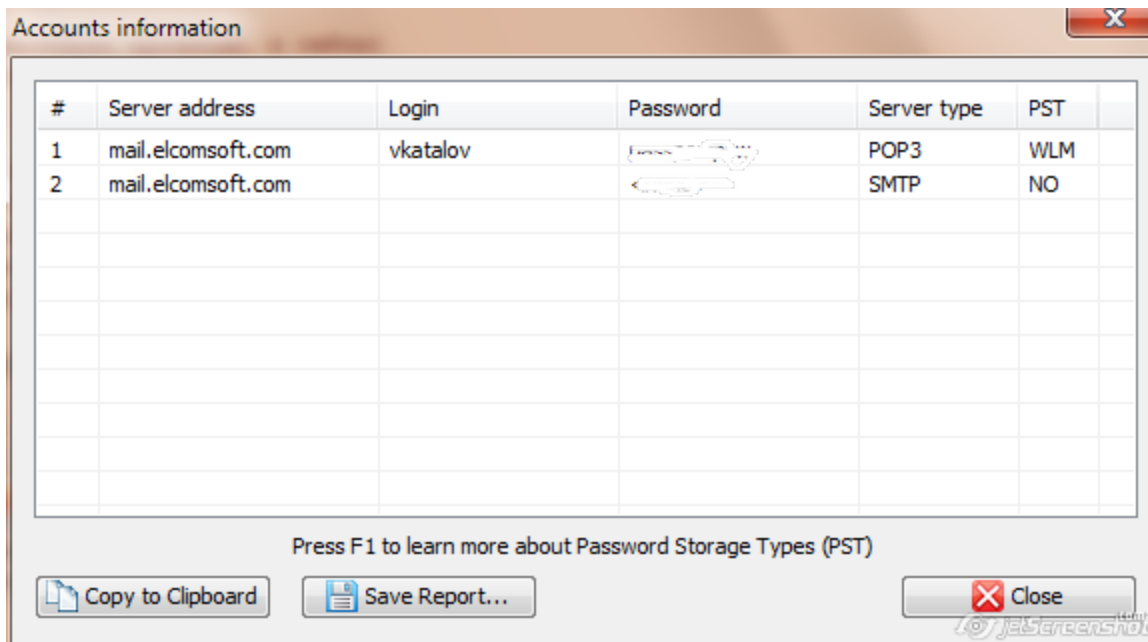 Accounts information
# Server address Login Password Server type PST
1 mail.elcomsoft.com vkatalov POP3 WLM
2 mail.elcomsoft.com SMTP NO
Press F1 to learn more about Password Storage Types (PST)
Copy to Clipboard Save Report... Close
jetScreenshot